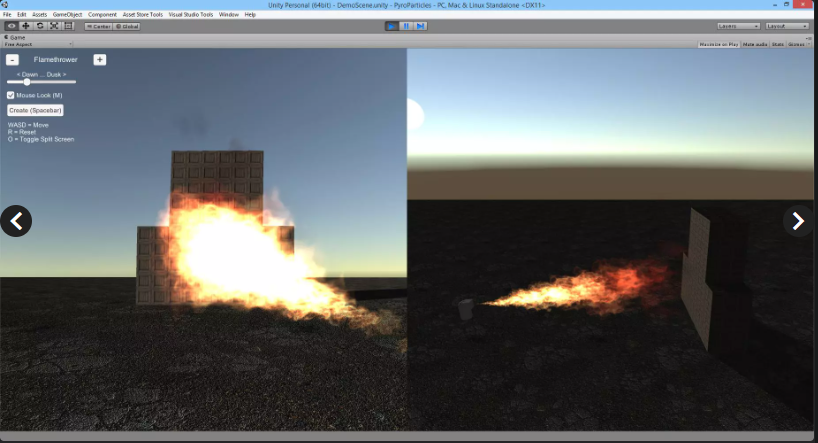 Unity Personal (64bit) - DemoScene.unity - PyroParticles - PC, Mac & Linux Standalone <DX11>
File Edit Assets GameObject Component Asset Store Tools Visual Studio Tools Window Help
Center Global Layers Layout
Game
Free Aspect Maximize on Play Mute audio Stats Gizmos
- Flamethrower +
< Dawn ... Dusk >
Mouse Look (M)
Create (Spacebar)
WASD = Move
R = Reset
O = Toggle Split Screen